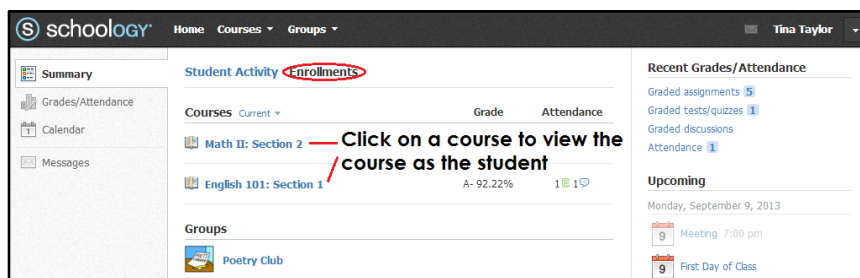 S schoology Home Courses Groups Tina Taylor
Summary
Grades/Attendance
1 Calendar
Messages
Student Activity Enrollments
Courses Current Grade Attendance
Math II: Section 2
Click on a course to view the
course as the student
English 101: Section 1 A- 92.22% 1 1
Groups
Poetry Club
Recent Grades/Attendance
Graded assignments 5
Graded tests/quizzes 1
Graded discussions
Attendance 1
Upcoming
Monday, September 9, 2013
9 Meeting 7:00 pm
9 First Day of Class